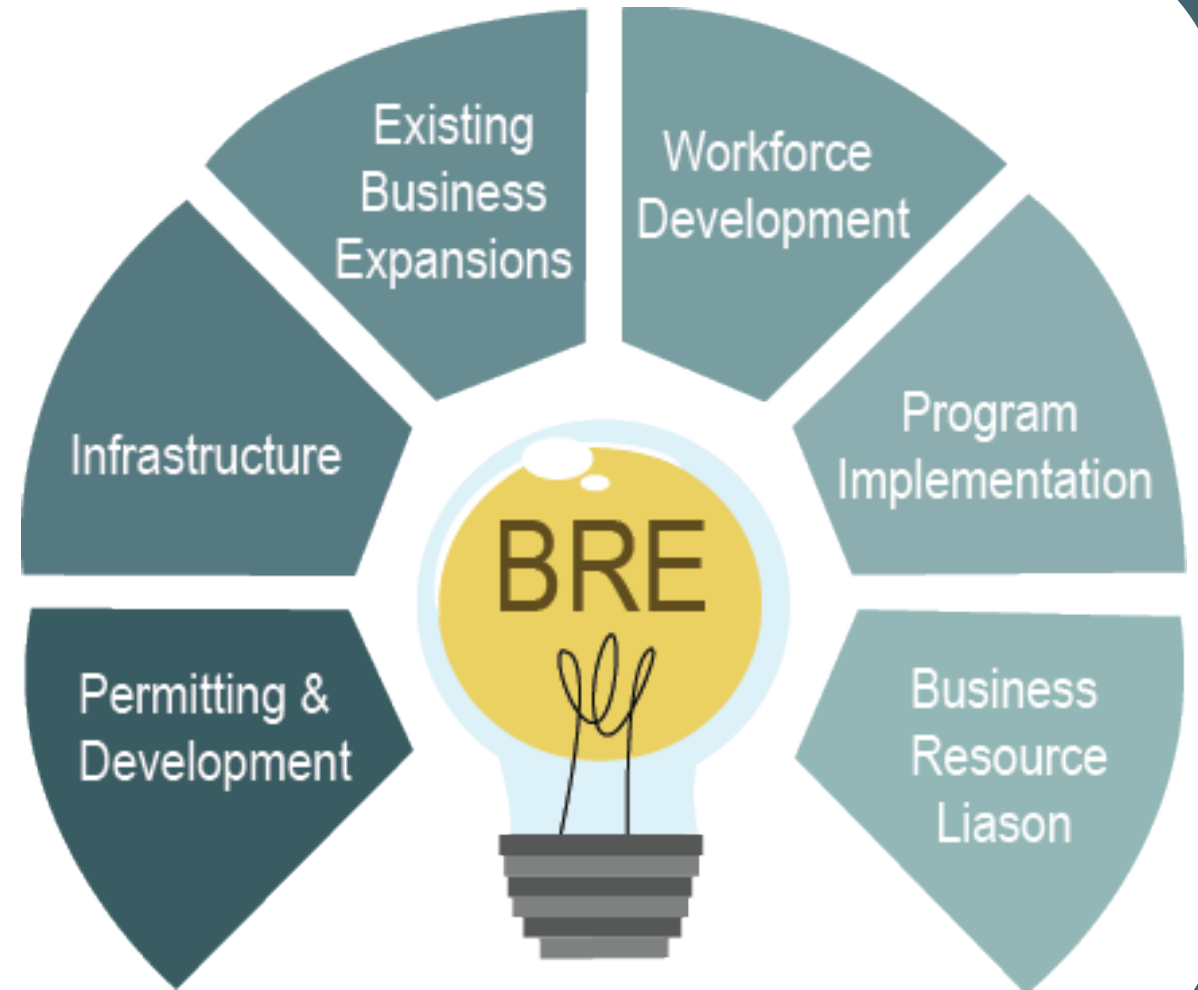 Existing
Business
Expansions
Workforce
Development
Infrastructure
Program
Implementation
BRE
Permitting &
Development
Business
Resource
Liason